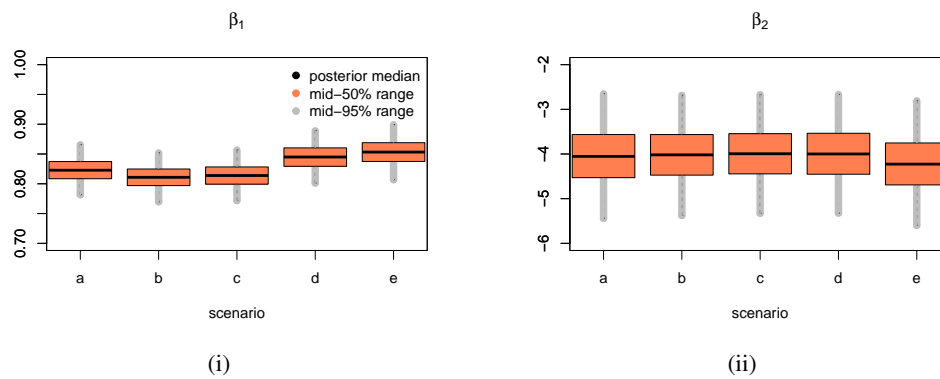 β1
1.00
0.90
0.80
0.70
posterior median
mid−50% range
mid−95% range
a b c d e
scenario
(i)
β2
−2
−3
−4
−5
−6
a b c d e
scenario
(ii)